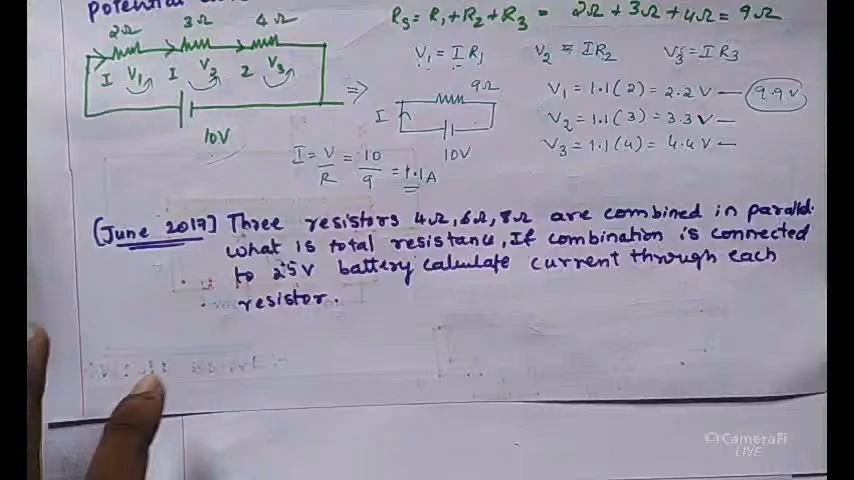 potential
2Ω 3Ω 4Ω
I V₁ I V₂ I V₃
10V
Rs = R₁ + R₂ + R₃ = 2Ω + 3Ω + 4Ω = 9Ω
V₁ = IR₁ V₂ = IR₂ V₃ = IR₃
=> 9Ω
I
10V
V₁ = 1.1(2) = 2.2V — 9.9V
V₂ = 1.1(3) = 3.3V —
V₃ = 1.1(4) = 4.4V —
I = V/R = 10/9 = 1.1A
[June 2017] Three resistors 4Ω, 6Ω, 8Ω are combined in parallel.
what is total resistance, If combination is connected
to 25V battery calculate current through each
resistor.
CameraFi
LIVE